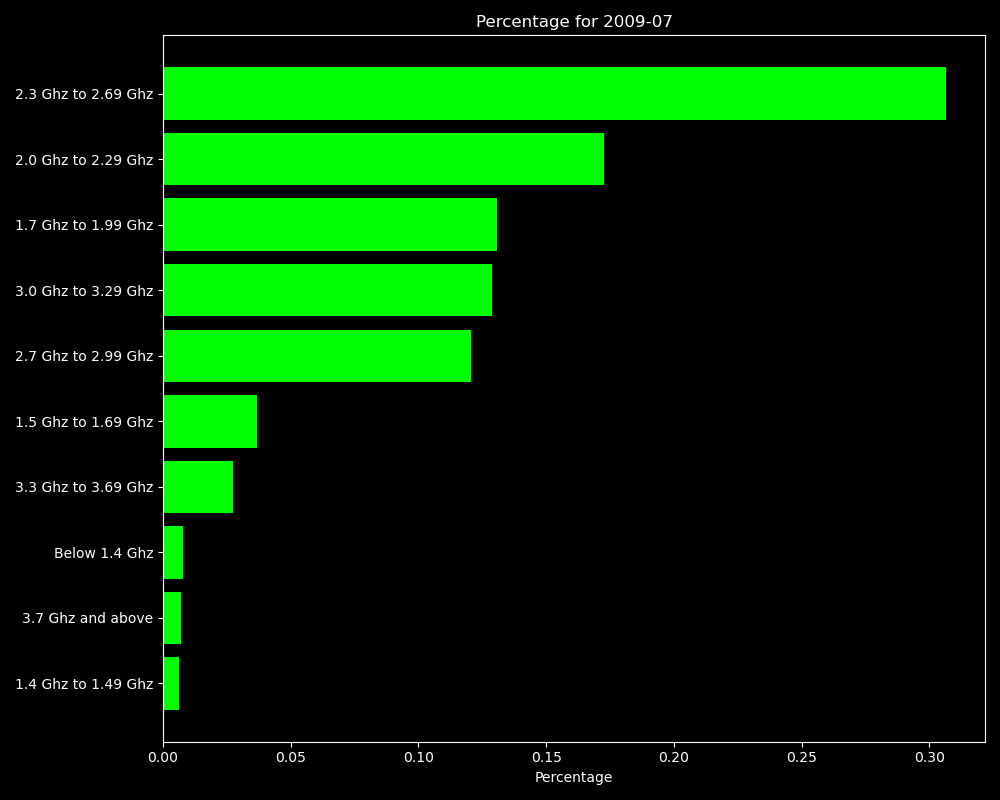 Percentage for 2009-07
2.3 Ghz to 2.69 Ghz
2.0 Ghz to 2.29 Ghz
1.7 Ghz to 1.99 Ghz
3.0 Ghz to 3.29 Ghz
2.7 Ghz to 2.99 Ghz
1.5 Ghz to 1.69 Ghz
3.3 Ghz to 3.69 Ghz
Below 1.4 Ghz
3.7 Ghz and above
1.4 Ghz to 1.49 Ghz
0.00 0.05 0.10 0.15 0.20 0.25 0.30
Percentage